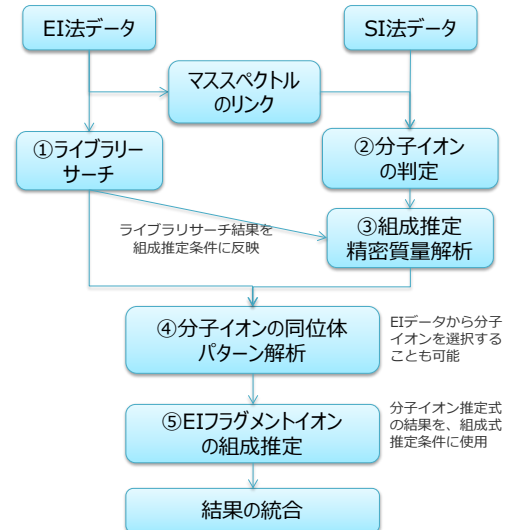 EI法データ
SI法データ
マススペクトル
のリンク
①ライブラリー
サーチ
②分子イオン
の判定
ライブラリサーチ結果を
組成推定条件に反映
③組成推定
精密質量解析
④分子イオンの同位体
パターン解析
EIデータから分子
イオンを選択する
ことも可能
⑤EIフラグメントイオン
の組成推定
分子イオン推定式
の結果を、組成式
推定条件に使用
結果の統合